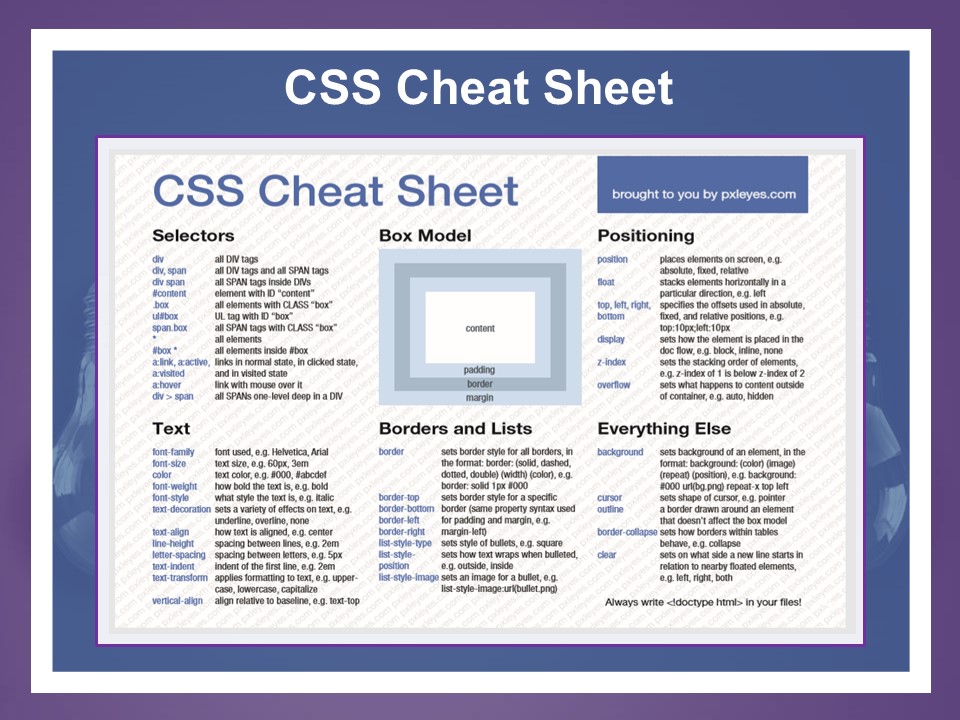 CSS Cheat Sheet
CSS Cheat Sheet
brought to you by pxleyes.com
Selectors
div all DIV tags
div, span all DIV tags and all SPAN tags
div span all SPAN tags inside DIVs
#content element with ID “content”
.box all elements with CLASS “box”
ul#box UL tag with ID “box”
span.box all SPAN tags with CLASS “box”
* all elements
#box * all elements inside #box
a:link, a:active, links in normal state, in clicked state,
a:visited and in visited state
a:hover link with mouse over it
div > span all SPANs one-level deep in a DIV
Box Model
content
padding
border
margin
Positioning
position places elements on screen, e.g.
absolute, fixed, relative
float stacks elements horizontally in a
particular direction, e.g. left
top, left, right, specifies the offsets used in absolute,
bottom fixed, and relative positions, e.g.
top:10px;left:10px
display sets how the element is placed in the
doc flow, e.g. block, inline, none
z-index sets the stacking order of elements,
e.g. z-index of 1 is below z-index of 2
overflow sets what happens to content outside
of container, e.g. auto, hidden
Text
font-family font used, e.g. Helvetica, Arial
font-size text size, e.g. 60px, 3em
color text color, e.g. #000, #abcdef
font-weight how bold the text is, e.g. bold
font-style what style the text is, e.g. italic
text-decoration sets a variety of effects on text, e.g.
underline, overline, none
text-align how text is aligned, e.g. center
line-height spacing between lines, e.g. 2em
letter-spacing spacing between letters, e.g. 5px
text-indent indent of the first line, e.g. 2em
text-transform applies formatting to text, e.g. upper-
case, lowercase, capitalize
vertical-align align relative to baseline, e.g. text-top
Borders and Lists
border sets border style for all borders, in
the format: border: (solid, dashed,
dotted, double) (width) (color), e.g.
border: solid 1px #000
border-top sets border style for a specific
border-bottom border (same property syntax used
border-left for padding and margin, e.g.
border-right margin-left)
list-style-type sets style of bullets, e.g. square
list-style- sets how text wraps when bulleted,
position e.g. outside, inside
list-style-image sets an image for a bullet, e.g.
list-style-image:url(bullet.png)
Everything Else
background sets background of an element, in the
format: background: (color) (image)
(repeat) (position), e.g. background:
#000 url(bg.png) repeat-x top left
cursor sets shape of cursor, e.g. pointer
outline a border drawn around an element
that doesn't affect the box model
border-collapse sets how borders within tables
behave, e.g. collapse
clear sets on what side a new line starts in
relation to nearby floated elements,
e.g. left, right, both
Always write <!doctype html> in your files!